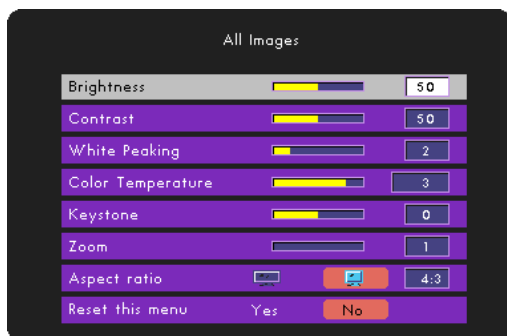 All Images
Brightness 50
Contrast 50
White Peaking 2
Color Temperature 3
Keystone 0
Zoom 1
Aspect ratio 4:3
Reset this menu Yes No